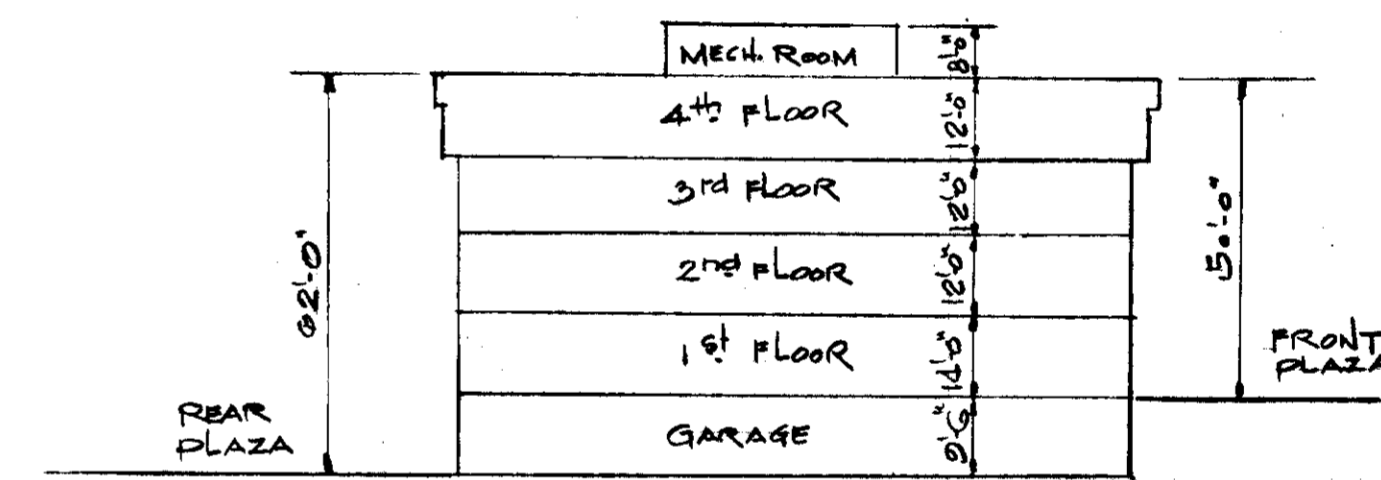 MECH. ROOM
8'-0"
4th FLOOR
12'-0"
3rd FLOOR
12'-0"
2nd FLOOR
12'-0"
1st FLOOR
14'-0"
GARAGE
9'-6"
62'-0"
50'-0"
REAR
PLAZA
FRONT
PLAZA